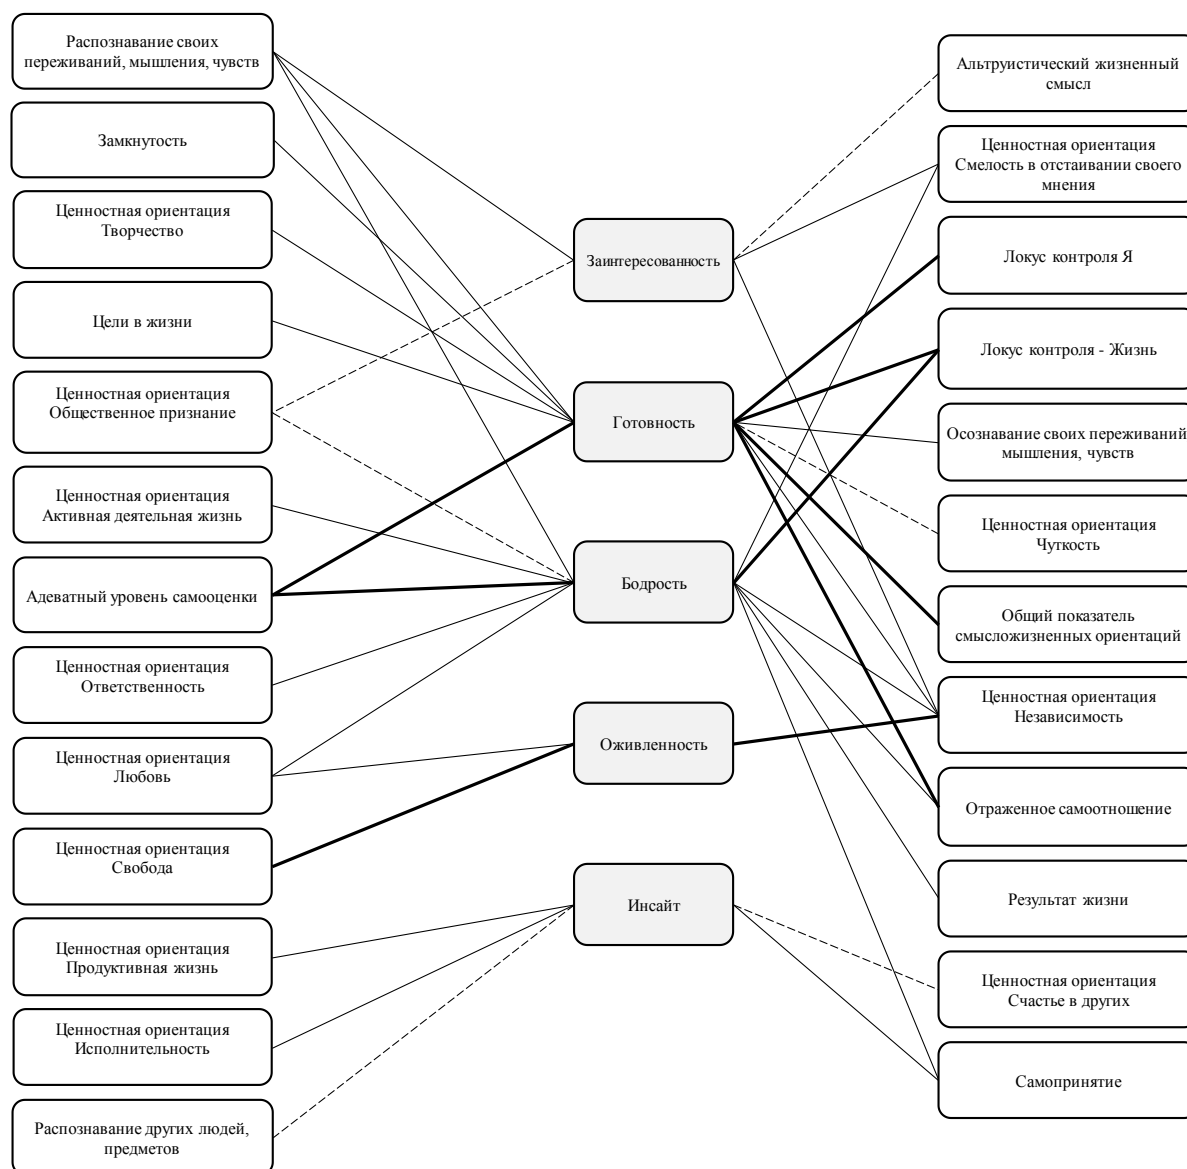 Распознавание своих
переживаний, мышления, чувств
Замкнутость
Ценностная ориентация
Творчество
Цели в жизни
Ценностная ориентация
Общественное признание
Ценностная ориентация
Активная деятельная жизнь
Адеватный уровень самооценки
Ценностная ориентация
Ответственность
Ценностная ориентация
Любовь
Ценностная ориентация
Свобода
Ценностная ориентация
Продуктивная жизнь
Ценностная ориентация
Исполнительность
Распознавание других людей,
предметов
Заинтересованность
Готовность
Бодрость
Оживленность
Инсайт
Альтруистический жизненный
смысл
Ценностная ориентация
Смелость в отстаивании своего
мнения
Локус контроля Я
Локус контроля - Жизнь
Осознавание своих переживаний,
мышления, чувств
Ценностная ориентация
Чуткость
Общий показатель
смысложизненных ориентаций
Ценностная ориентация
Независимость
Отраженное самоотношение
Результат жизни
Ценностная ориентация
Счастье в других
Самопринятие